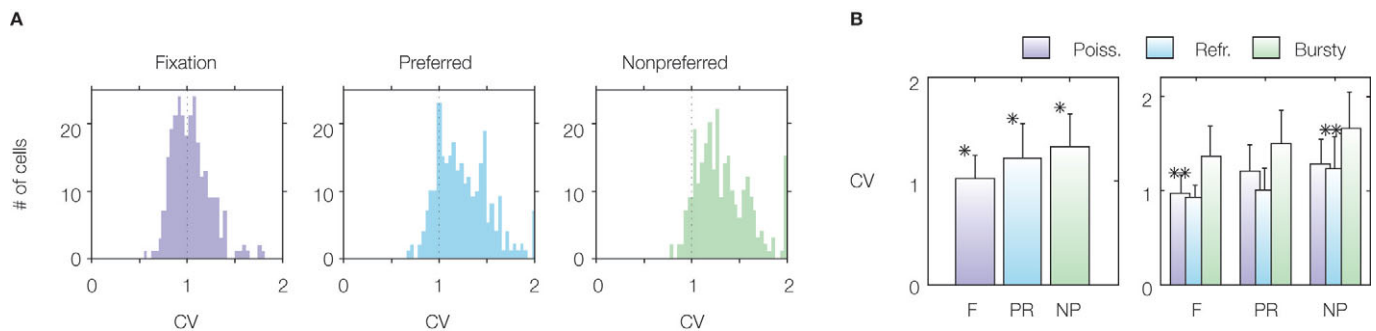 A
B
Fixation
Preferred
Nonpreferred
Poiss.
Refr.
Bursty
# of cells
20
10
0
0
1
2
CV
20
10
0
0
1
2
CV
20
10
0
0
1
2
CV
CV
2
1
0
*
*
*
F
PR
NP
2
1
0
**
**
F
PR
NP